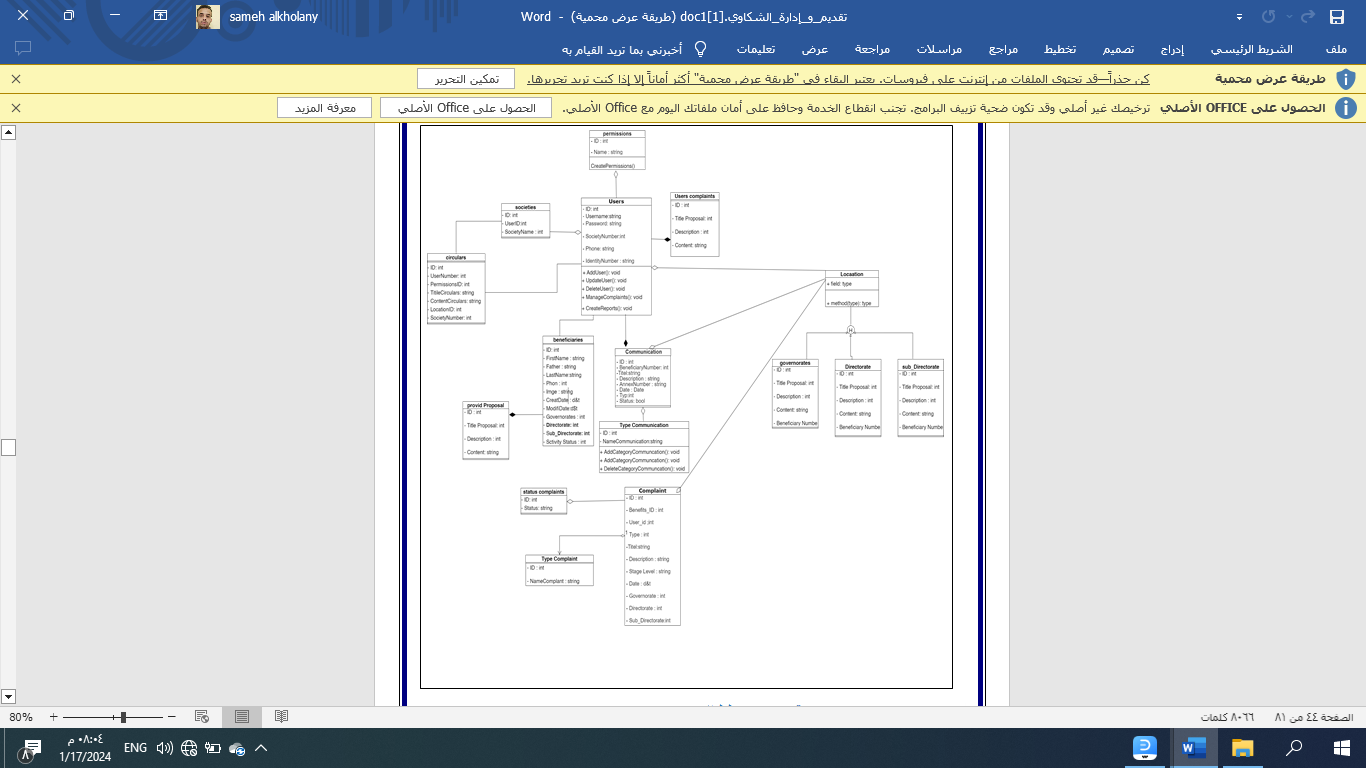 sameh alkholany
تقديم_و_إدارة_الشكاوي.doc1[1] (طريقة عرض محمية) - Word
ملف الشريط الرئيسي إدراج تصميم تخطيط مراجع مراسلات مراجعة عرض تعليمات أخبرني بما تريد القيام به
طريقة عرض محمية كن حذراً—قد تحتوي الملفات من إنترنت على فيروسات. يعتبر البقاء في "طريقة عرض محمية" أكثر أماناً إلا إذا كنت تريد تحريرها. تمكين التحرير
الحصول على OFFICE الأصلي ترخيصك غير أصلي وقد تكون ضحية تزييف البرامج. تجنب انقطاع الخدمة وحافظ على أمان ملفاتك اليوم مع Office الأصلي. الحصول على Office الأصلي معرفة المزيد
permissions
- ID : int
- Name : string
CreatePermissions()
societies
- ID: int
- UserID:int
- SocietyName : int
Users
- ID: int
- Username:string
- Password: string
- SocietyNumber:int
- Phone: string
- IdentityNumber : string
+ AddUser(): void
+ UpdateUser(): void
+ DeleteUser(): void
+ ManageComplaints(): void
+ CreateReports(): void
Users complaints
- ID : int
- Title Proposal: int
- Description : int
- Content: string
circulars
- ID: int
- UserNumber: int
- PermissionsID: int
- TitleCirculars: string
- ContentCirculars: string
- LocationID: int
- SocietyNumber: int
Locaation
+ field: type
+ method(type): type
H
beneficiaries
- ID: int
- FirstName : string
- Father : string
- LastName:string
- Phon : int
- Imge : string
- CreatDate: d&t
- ModifiDate:d&t
- Governorates : int
- Directorate: int
- Sub_Directorate: int
- Sctivity Status : int
Communication
- ID : int
- BeneficiaryNumber: int
-Titel:string
- Description : string
- AnnexNumber : string
- Date : Date
- Typ:int
- Status: bool
governorates
- ID : int
- Title Proposal: int
- Description : int
- Content: string
- Beneficiary Numbe
Directorate
- ID : int
- Title Proposal: int
- Description : int
- Content: string
- Beneficiary Numbe
sub_Directorate
- ID : int
- Title Proposal: int
- Description : int
- Content: string
- Beneficiary Numbe
provid Proposal
- ID : int
- Title Proposal: int
- Description : int
- Content: string
Type Communication
- ID : int
- NameCommunication:string
+ AddCategoryCommuncation(): void
+ AddCategoryCommuncation(): void
+ DeleteCategoryCommuncation(): void
status complaints
- ID: int
- Status: string
Complaint
- ID : int
- Benefits_ID : int
- User_id :int
- Type : int
-Titel:string
- Description : string
- Stage Level : string
- Date : d&t
- Governorate : int
- Directorate : int
- Sub_Directorate:int
Type Complaint
- ID : int
- NameComplant : string
الصفحة ٤٤ من ٨١ ٨٠٦٦ كلمات
80%
٠٨:٠٤ م
1/17/2024
ENG
٨